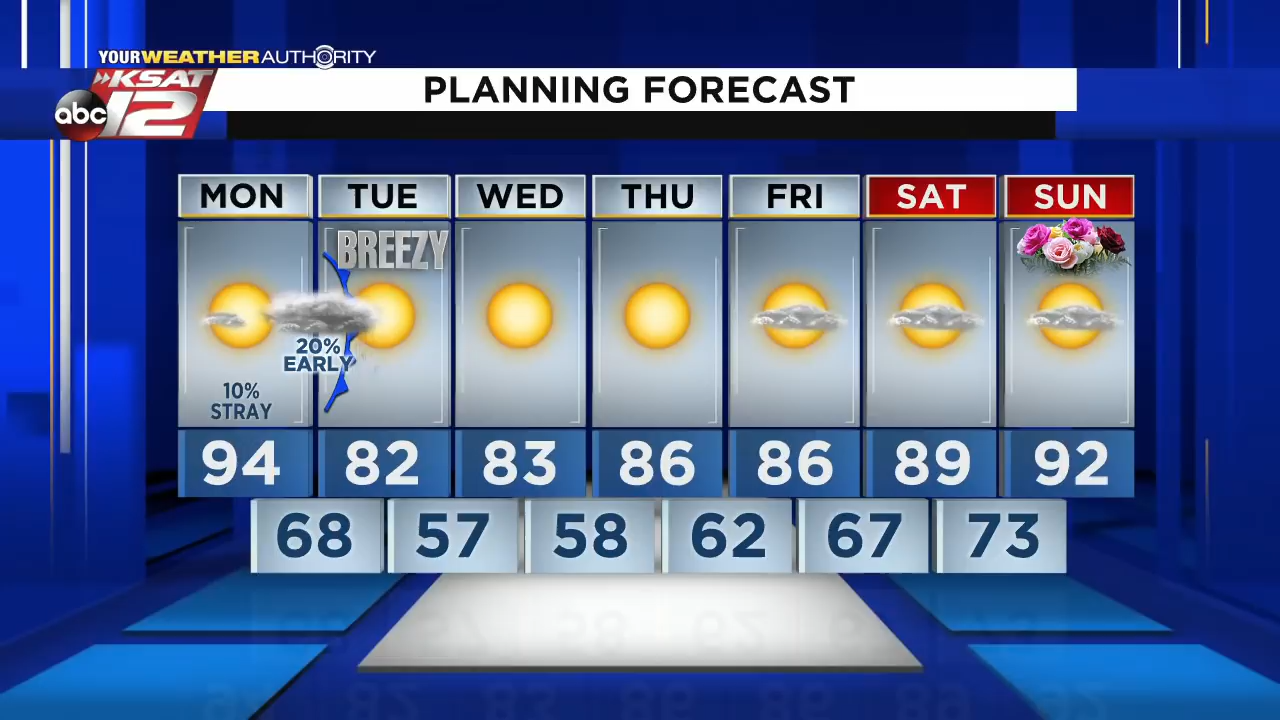 YOURWEATHERAUTHORITY
KSAT
abc 12
PLANNING FORECAST
MON TUE WED THU FRI SAT SUN
BREEZY
20%
EARLY
10%
STRAY
94 82 83 86 86 89 92
68 57 58 62 67 73